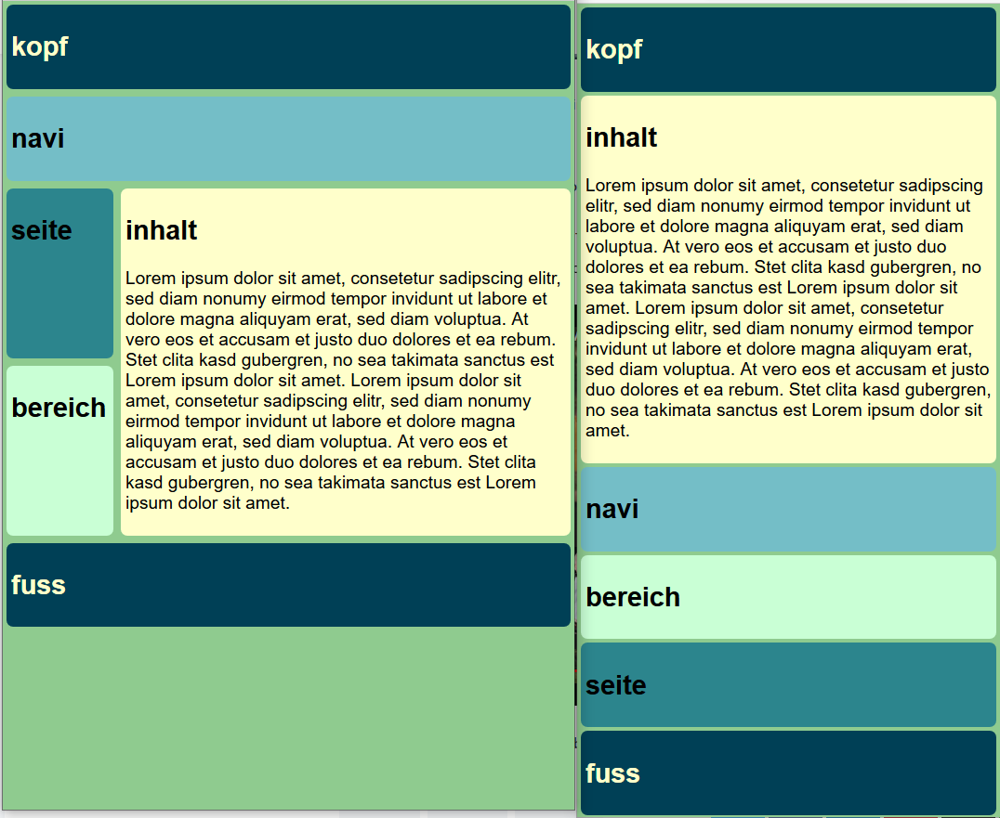 kopf
navi
seite
bereich
inhalt
Lorem ipsum dolor sit amet, consetetur sadipscing elitr,
sed diam nonumy eirmod tempor invidunt ut labore et
dolore magna aliquyam erat, sed diam voluptua. At
vero eos et accusam et justo duo dolores et ea rebum.
Stet clita kasd gubergren, no sea takimata sanctus est
Lorem ipsum dolor sit amet. Lorem ipsum dolor sit
amet, consetetur sadipscing elitr, sed diam nonumy
eirmod tempor invidunt ut labore et dolore magna
aliquyam erat, sed diam voluptua. At vero eos et
accusam et justo duo dolores et ea rebum. Stet clita
kasd gubergren, no sea takimata sanctus est Lorem
ipsum dolor sit amet.
fuss
kopf
inhalt
Lorem ipsum dolor sit amet, consetetur sadipscing
elitr, sed diam nonumy eirmod tempor invidunt ut
labore et dolore magna aliquyam erat, sed diam
voluptua. At vero eos et accusam et justo duo
dolores et ea rebum. Stet clita kasd gubergren, no
sea takimata sanctus est Lorem ipsum dolor sit
amet. Lorem ipsum dolor sit amet, consetetur
sadipscing elitr, sed diam nonumy eirmod tempor
invidunt ut labore et dolore magna aliquyam erat,
sed diam voluptua. At vero eos et accusam et justo
duo dolores et ea rebum. Stet clita kasd gubergren,
no sea takimata sanctus est Lorem ipsum dolor sit
amet.
navi
bereich
seite
fuss